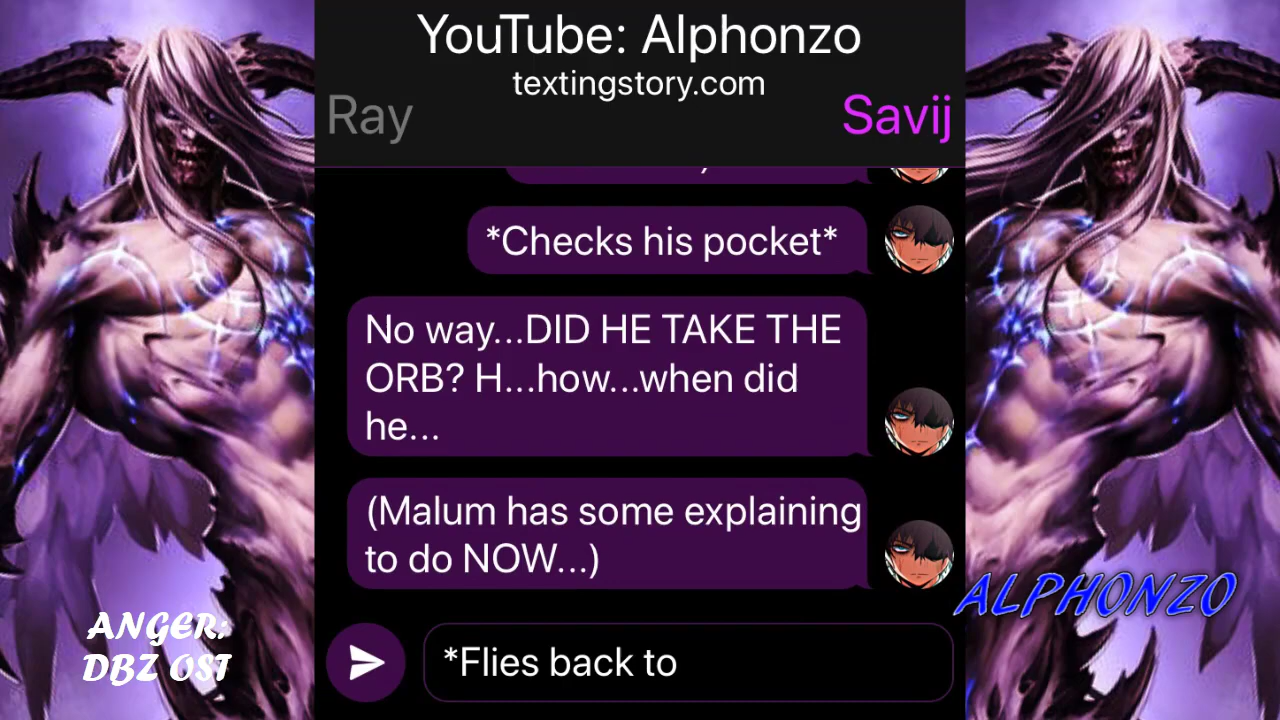 YouTube: Alphonzo
textingstory.com
Ray
Savij
*Checks his pocket*
No way...DID HE TAKE THE
ORB? H...how...when did
he...
(Malum has some explaining
to do NOW...)
*Flies back to
ANGER:
DBZ OST
ALPHONZO